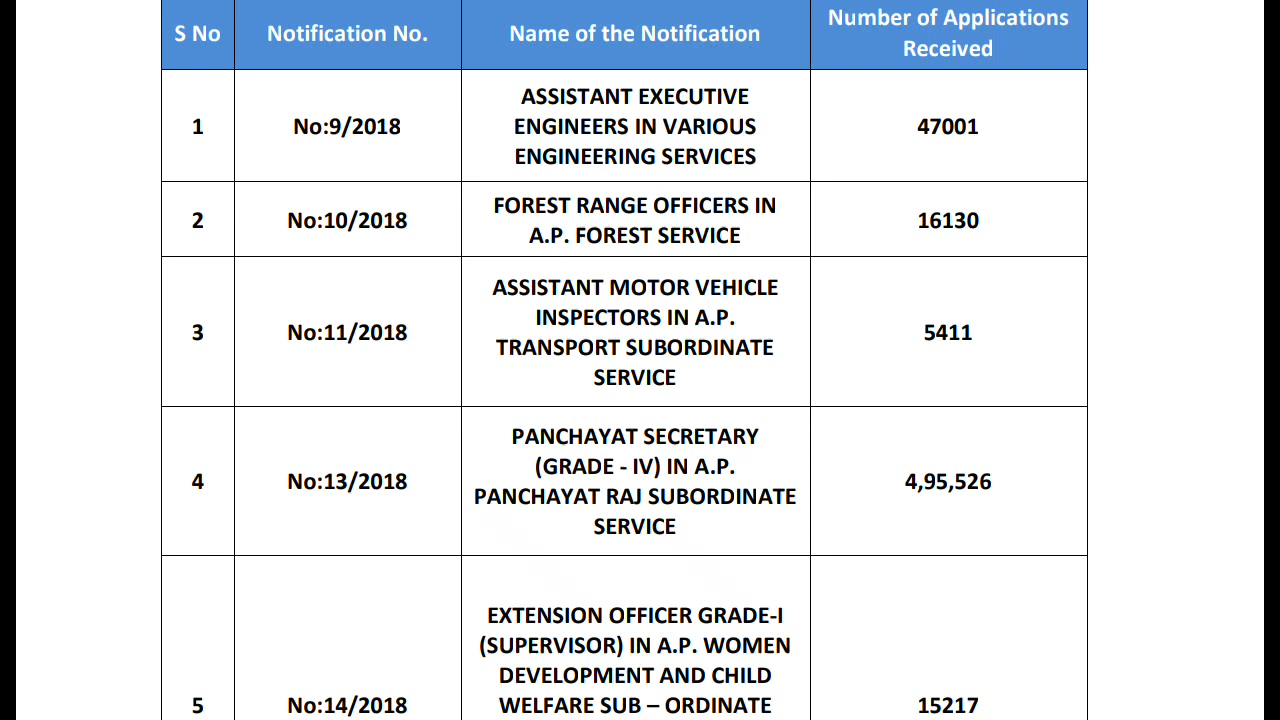 S No
Notification No.
Name of the Notification
Number of Applications
Received
1
No:9/2018
ASSISTANT EXECUTIVE
ENGINEERS IN VARIOUS
ENGINEERING SERVICES
47001
2
No:10/2018
FOREST RANGE OFFICERS IN
A.P. FOREST SERVICE
16130
3
No:11/2018
ASSISTANT MOTOR VEHICLE
INSPECTORS IN A.P.
TRANSPORT SUBORDINATE
SERVICE
5411
4
No:13/2018
PANCHAYAT SECRETARY
(GRADE - IV) IN A.P.
PANCHAYAT RAJ SUBORDINATE
SERVICE
4,95,526
5
No:14/2018
EXTENSION OFFICER GRADE-I
(SUPERVISOR) IN A.P. WOMEN
DEVELOPMENT AND CHILD
WELFARE SUB – ORDINATE
15217